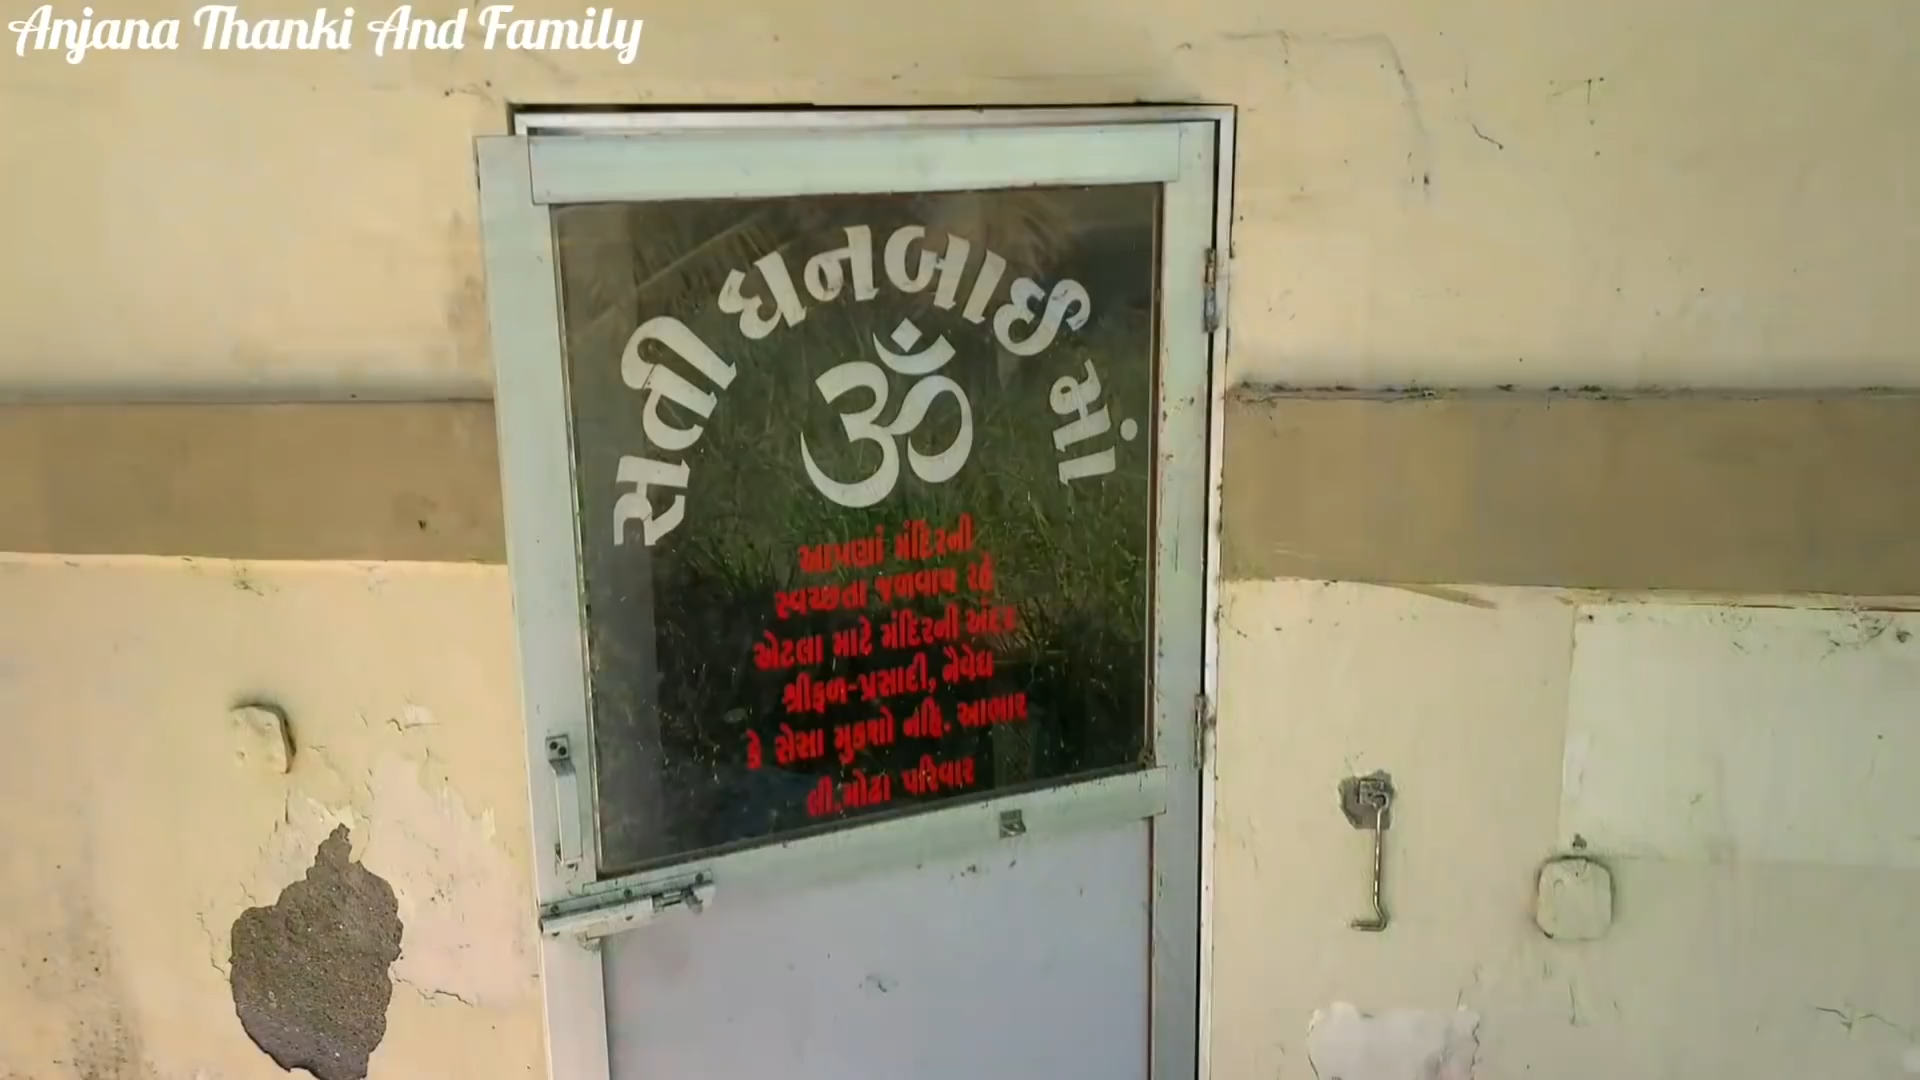 Anjana Thanki And Family
સતી ધનબાઈ માં
ૐ
આપણાં મંદિરની
સ્વચ્છતા જળવાય રહે
એટલા માટે મંદિરની અંદર
શ્રીફળ-પ્રસાદી, નૈવેધ
કે સેસા મુકશો નહિ. આભાર
લી.મોઢા પરિવાર